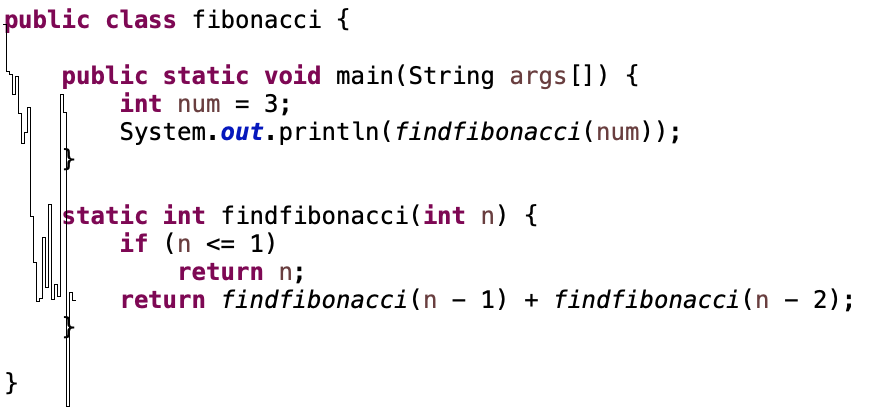 public class fibonacci {
public static void main(String args[]) {
int num = 3;
System.out.println(findfibonacci(num));
}
static int findfibonacci(int n) {
if (n <= 1)
return n;
return findfibonacci(n - 1) + findfibonacci(n - 2);
}
}